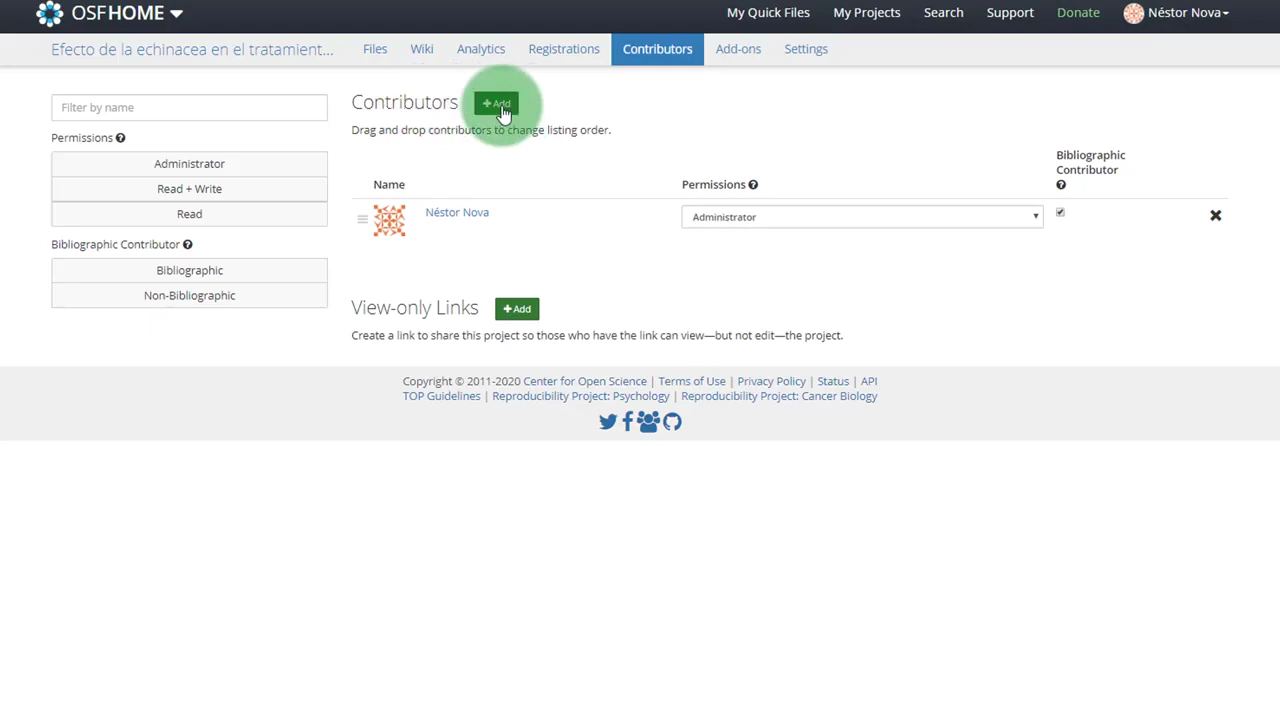 OSFHOME
My Quick Files
My Projects
Search
Support
Donate
Néstor Nova
Efecto de la echinacea en el tratamient...
Files
Wiki
Analytics
Registrations
Contributors
Add-ons
Settings
Filter by name
Permissions
Administrator
Read + Write
Read
Bibliographic Contributor
Bibliographic
Non-Bibliographic
Contributors
+ Add
Drag and drop contributors to change listing order.
Name
Permissions
Bibliographic
Contributor
Néstor Nova
Administrator
View-only Links
+ Add
Create a link to share this project so those who have the link can view—but not edit—the project.
Copyright © 2011-2020 Center for Open Science | Terms of Use | Privacy Policy | Status | API
TOP Guidelines | Reproducibility Project: Psychology | Reproducibility Project: Cancer Biology